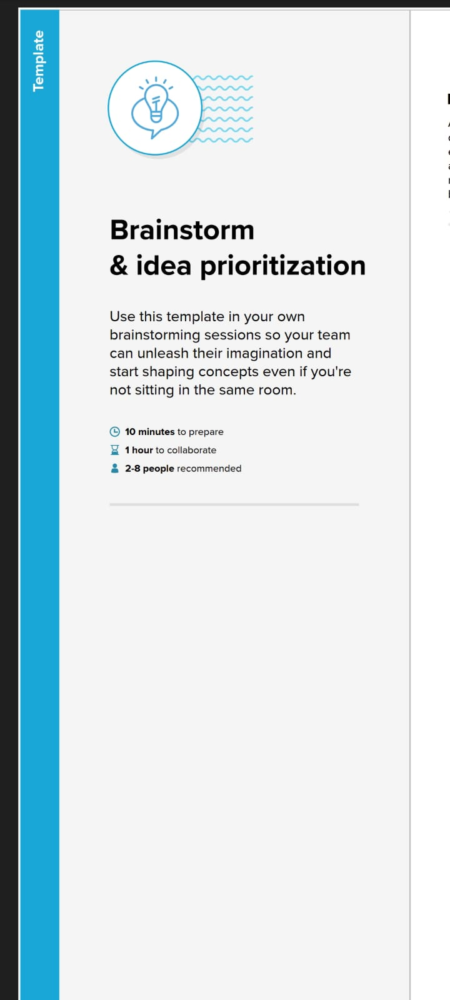 Template
Brainstorm
& idea prioritization
Use this template in your own
brainstorming sessions so your team
can unleash their imagination and
start shaping concepts even if you're
not sitting in the same room.
10 minutes to prepare
1 hour to collaborate
2-8 people recommended